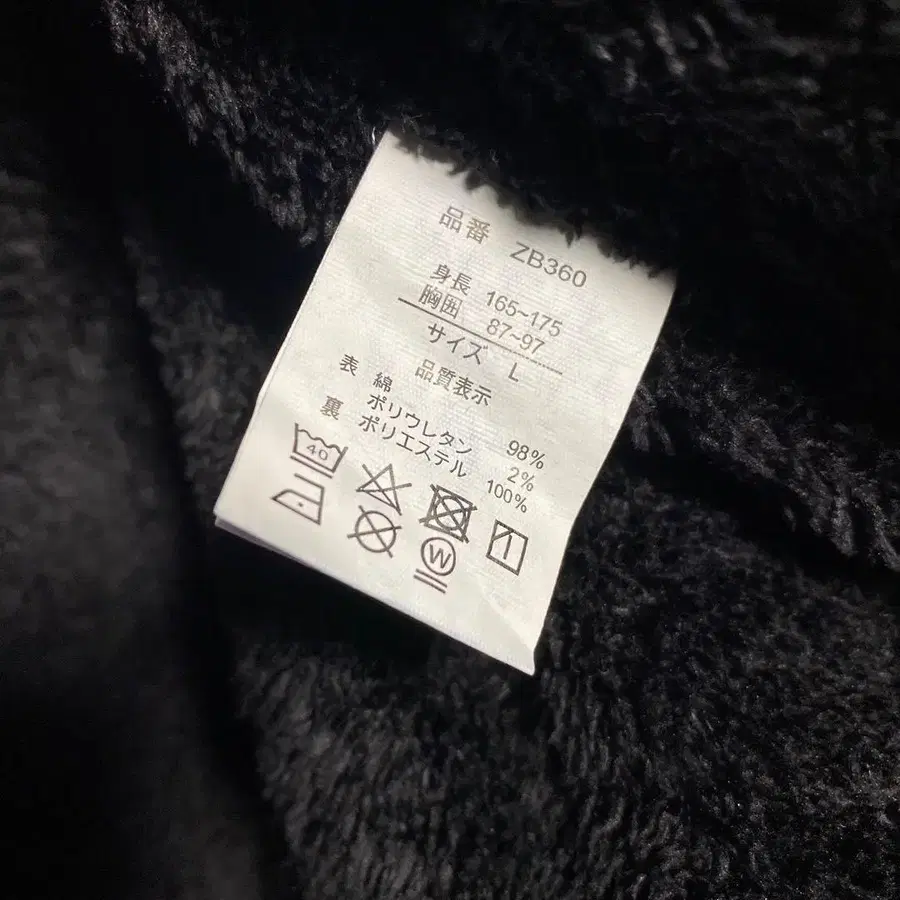 品番 ZB360
身長 165~175
胸囲 87~97
サイズ L
品質表示
表 綿 98%
ポリウレタン 2%
裏 ポリエステル 100%
40
W